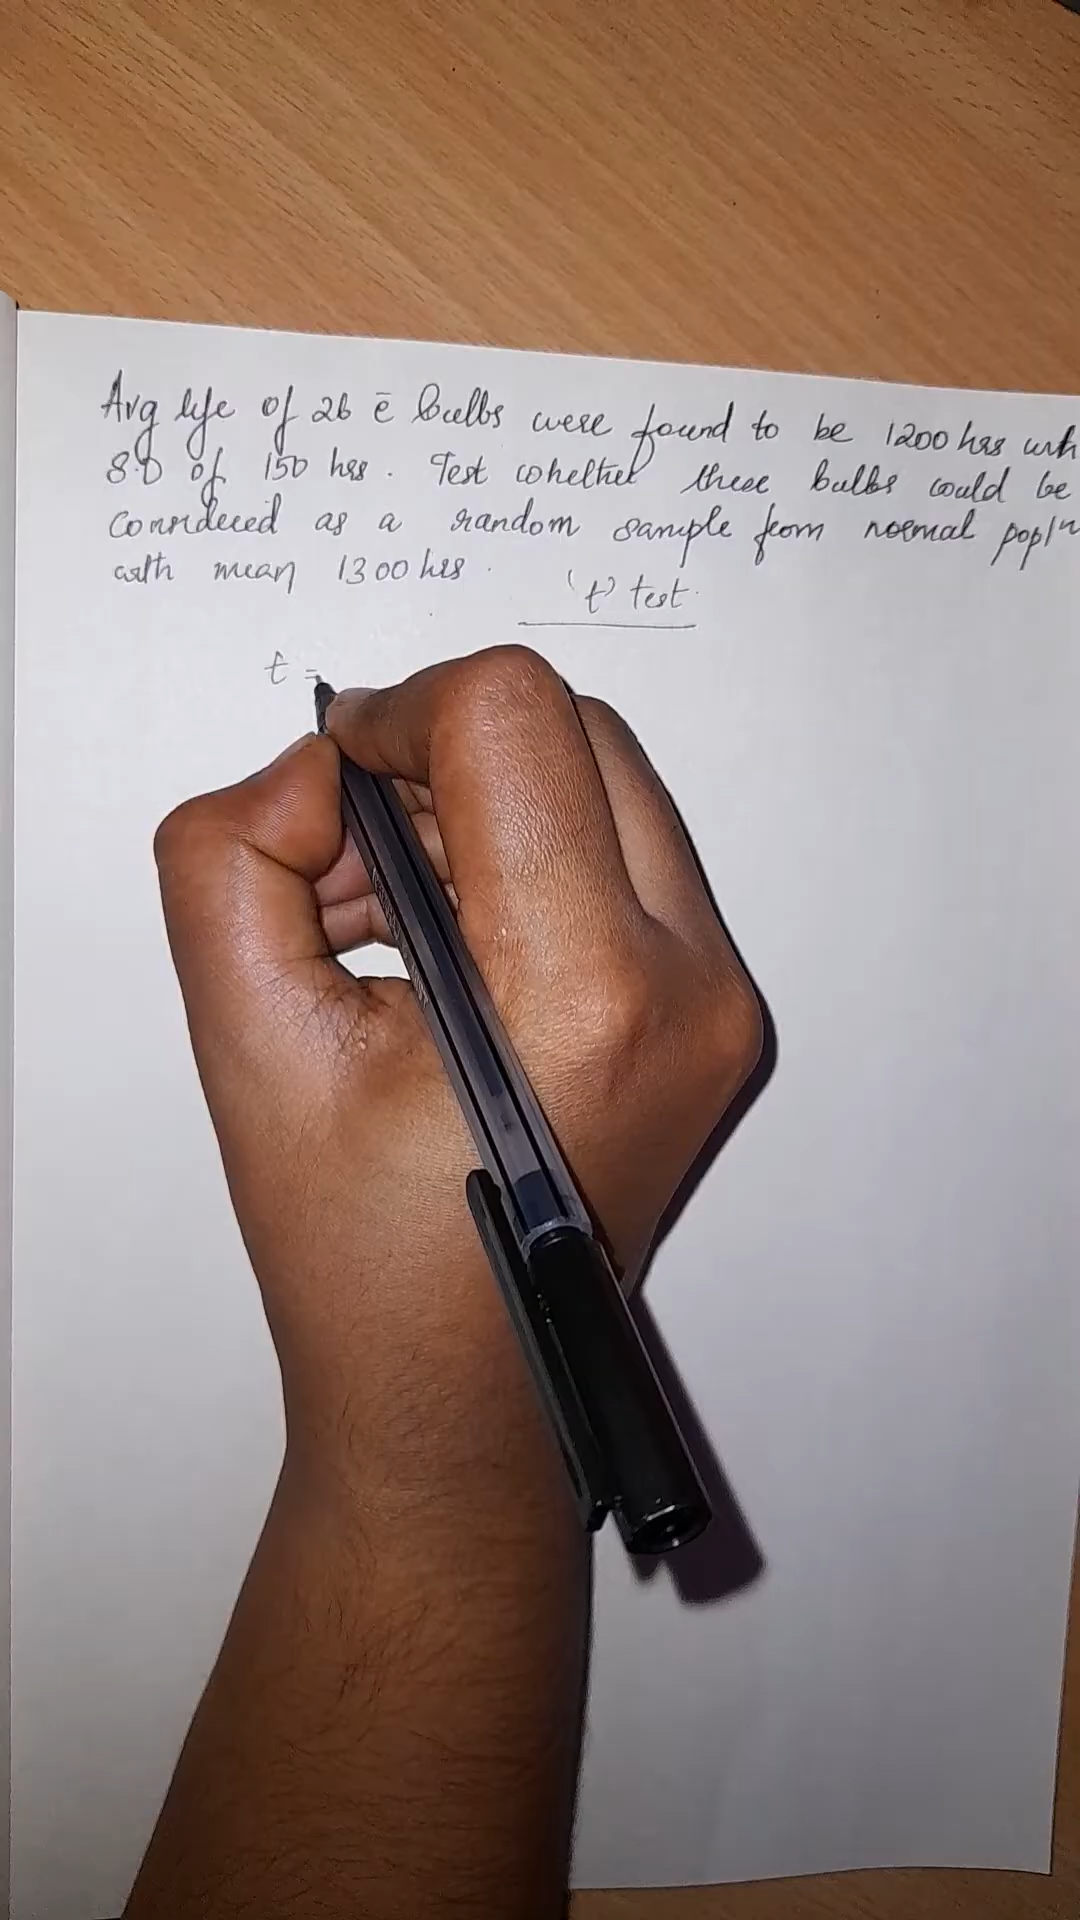 Avg life of 26 ē bulbs were found to be 1200 hrs with
S.D of 150 hrs. Test whether these bulbs could be
Considered as a random sample from normal popln
with mean 1300 hrs.
't' test.
t =